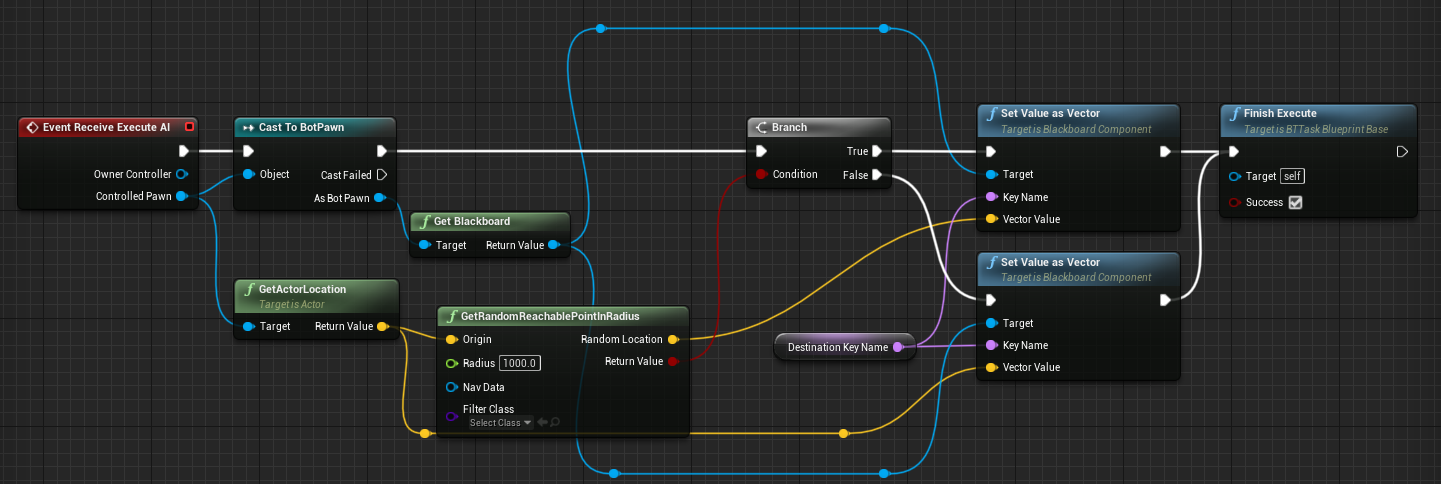 Event Receive Execute AI
Owner Controller
Controlled Pawn
Cast To BotPawn
Object
Cast Failed
As Bot Pawn
f Get Blackboard
Target
Return Value
f GetActorLocation
Target is Actor
Target
Return Value
f GetRandomReachablePointInRadius
Origin
Random Location
Radius 1000.0
Return Value
Nav Data
Filter Class
Select Class
Branch
True
Condition
False
Destination Key Name
f Set Value as Vector
Target is Blackboard Component
Target
Key Name
Vector Value
f Set Value as Vector
Target is Blackboard Component
Target
Key Name
Vector Value
f Finish Execute
Target is BTTask Blueprint Base
Target self
Success